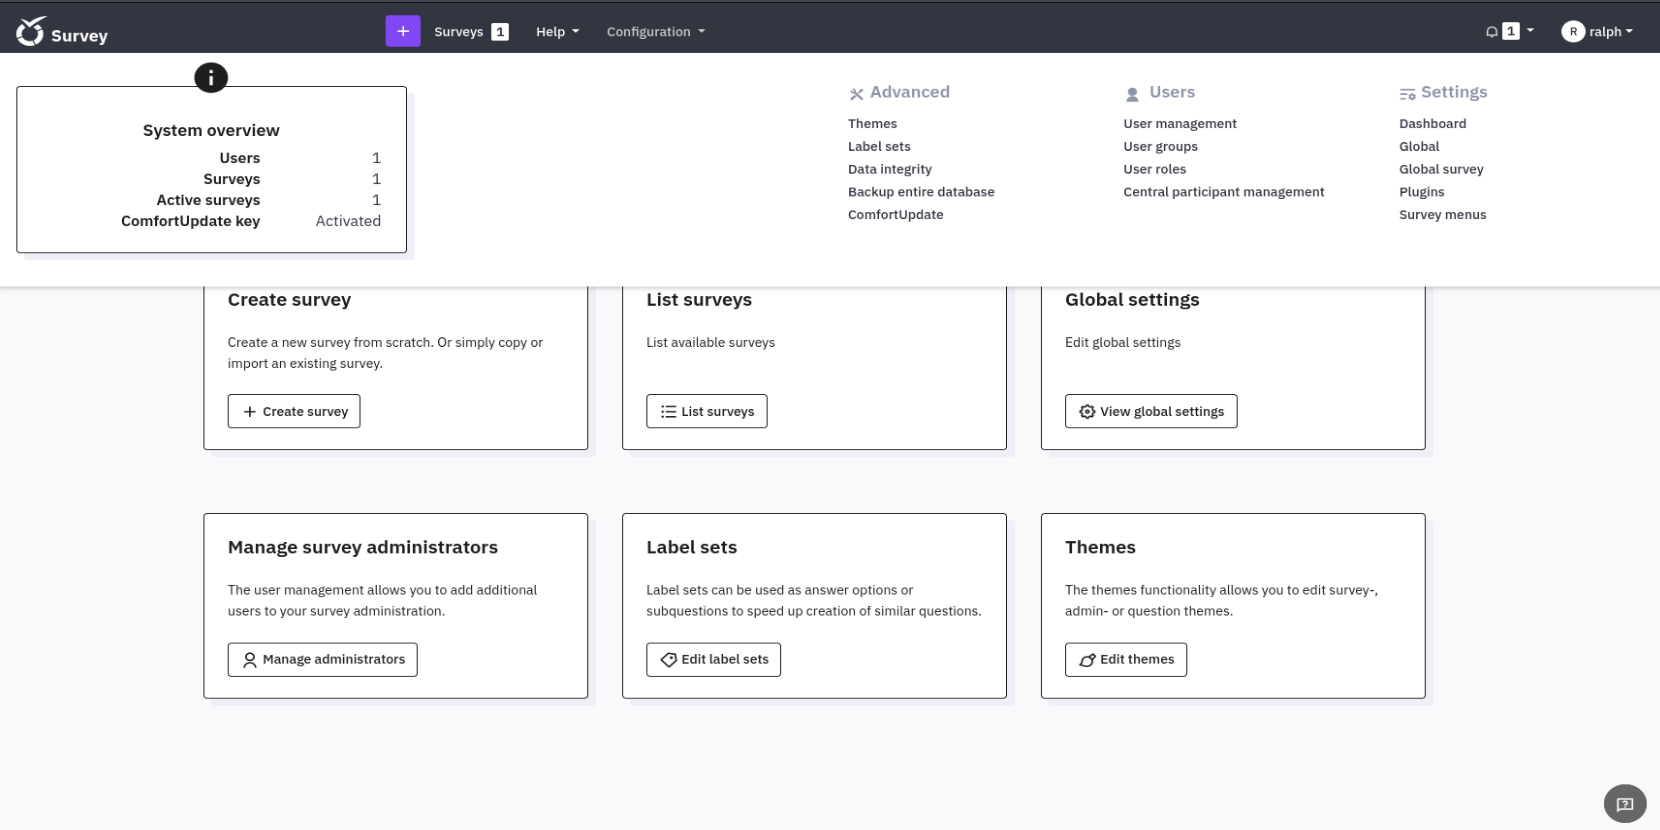 Survey
+ Surveys 1 Help Configuration
1 R ralph
i
System overview
Users 1
Surveys 1
Active surveys 1
ComfortUpdate key Activated
Advanced
Themes
Label sets
Data integrity
Backup entire database
ComfortUpdate
Users
User management
User groups
User roles
Central participant management
Settings
Dashboard
Global
Global survey
Plugins
Survey menus
Create survey
Create a new survey from scratch. Or simply copy or
import an existing survey.
+ Create survey
List surveys
List available surveys
List surveys
Global settings
Edit global settings
View global settings
Manage survey administrators
The user management allows you to add additional
users to your survey administration.
Manage administrators
Label sets
Label sets can be used as answer options or
subquestions to speed up creation of similar questions.
Edit label sets
Themes
The themes functionality allows you to edit survey-,
admin- or question themes.
Edit themes
?